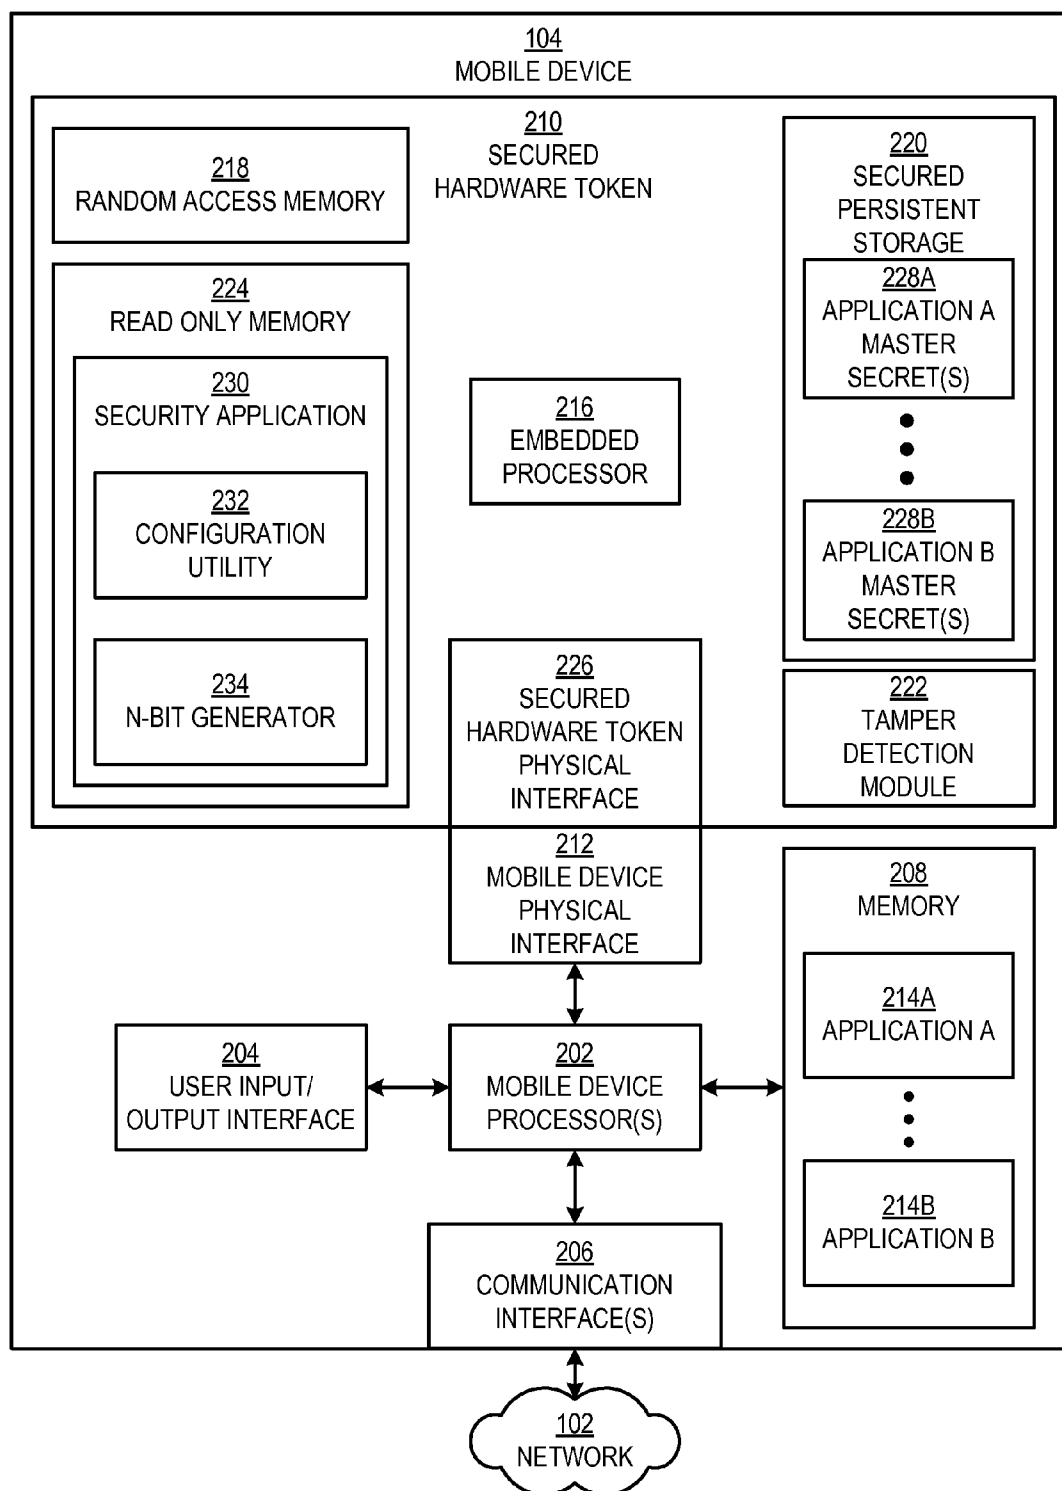 104
MOBILE DEVICE
210
SECURED
HARDWARE TOKEN
218
RANDOM ACCESS MEMORY
224
READ ONLY MEMORY
230
SECURITY APPLICATION
232
CONFIGURATION
UTILITY
234
N-BIT GENERATOR
216
EMBEDDED
PROCESSOR
220
SECURED
PERSISTENT
STORAGE
228A
APPLICATION A
MASTER
SECRET(S)
228B
APPLICATION B
MASTER
SECRET(S)
222
TAMPER
DETECTION
MODULE
226
SECURED
HARDWARE TOKEN
PHYSICAL
INTERFACE
212
MOBILE DEVICE
PHYSICAL
INTERFACE
208
MEMORY
214A
APPLICATION A
214B
APPLICATION B
204
USER INPUT/
OUTPUT INTERFACE
202
MOBILE DEVICE
PROCESSOR(S)
206
COMMUNICATION
INTERFACE(S)
102
NETWORK